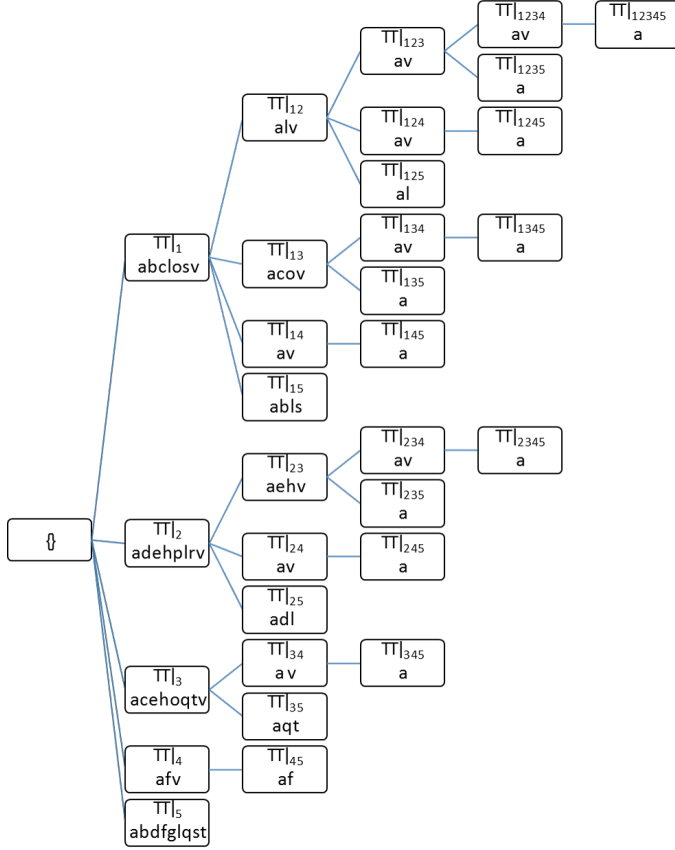 TT|1234
av
TT|12345
a
TT|123
av
TT|1235
a
TT|12
alv
TT|124
av
TT|1245
a
TT|125
al
TT|1
abclosv
TT|13
acov
TT|134
av
TT|1345
a
TT|135
a
TT|14
av
TT|145
a
TT|15
abls
TT|23
aehv
TT|234
av
TT|2345
a
TT|235
a
{}
TT|2
adehplrv
TT|24
av
TT|245
a
TT|25
adl
TT|3
acehoqtv
TT|34
av
TT|345
a
TT|35
aqt
TT|4
afv
TT|45
af
TT|5
abdfglqst